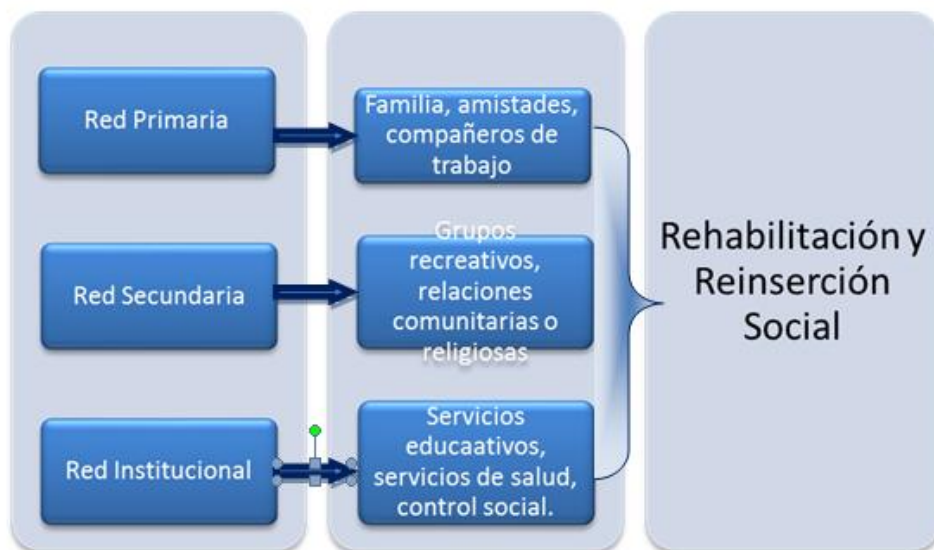 Red Primaria
Familia, amistades,
compañeros de
trabajo
Red Secundaria
Grupos
recreativos,
relaciones
comunitarias o
religiosas
Red Institucional
Servicios
educaativos,
servicios de salud,
control social.
Rehabilitación y
Reinserción
Social